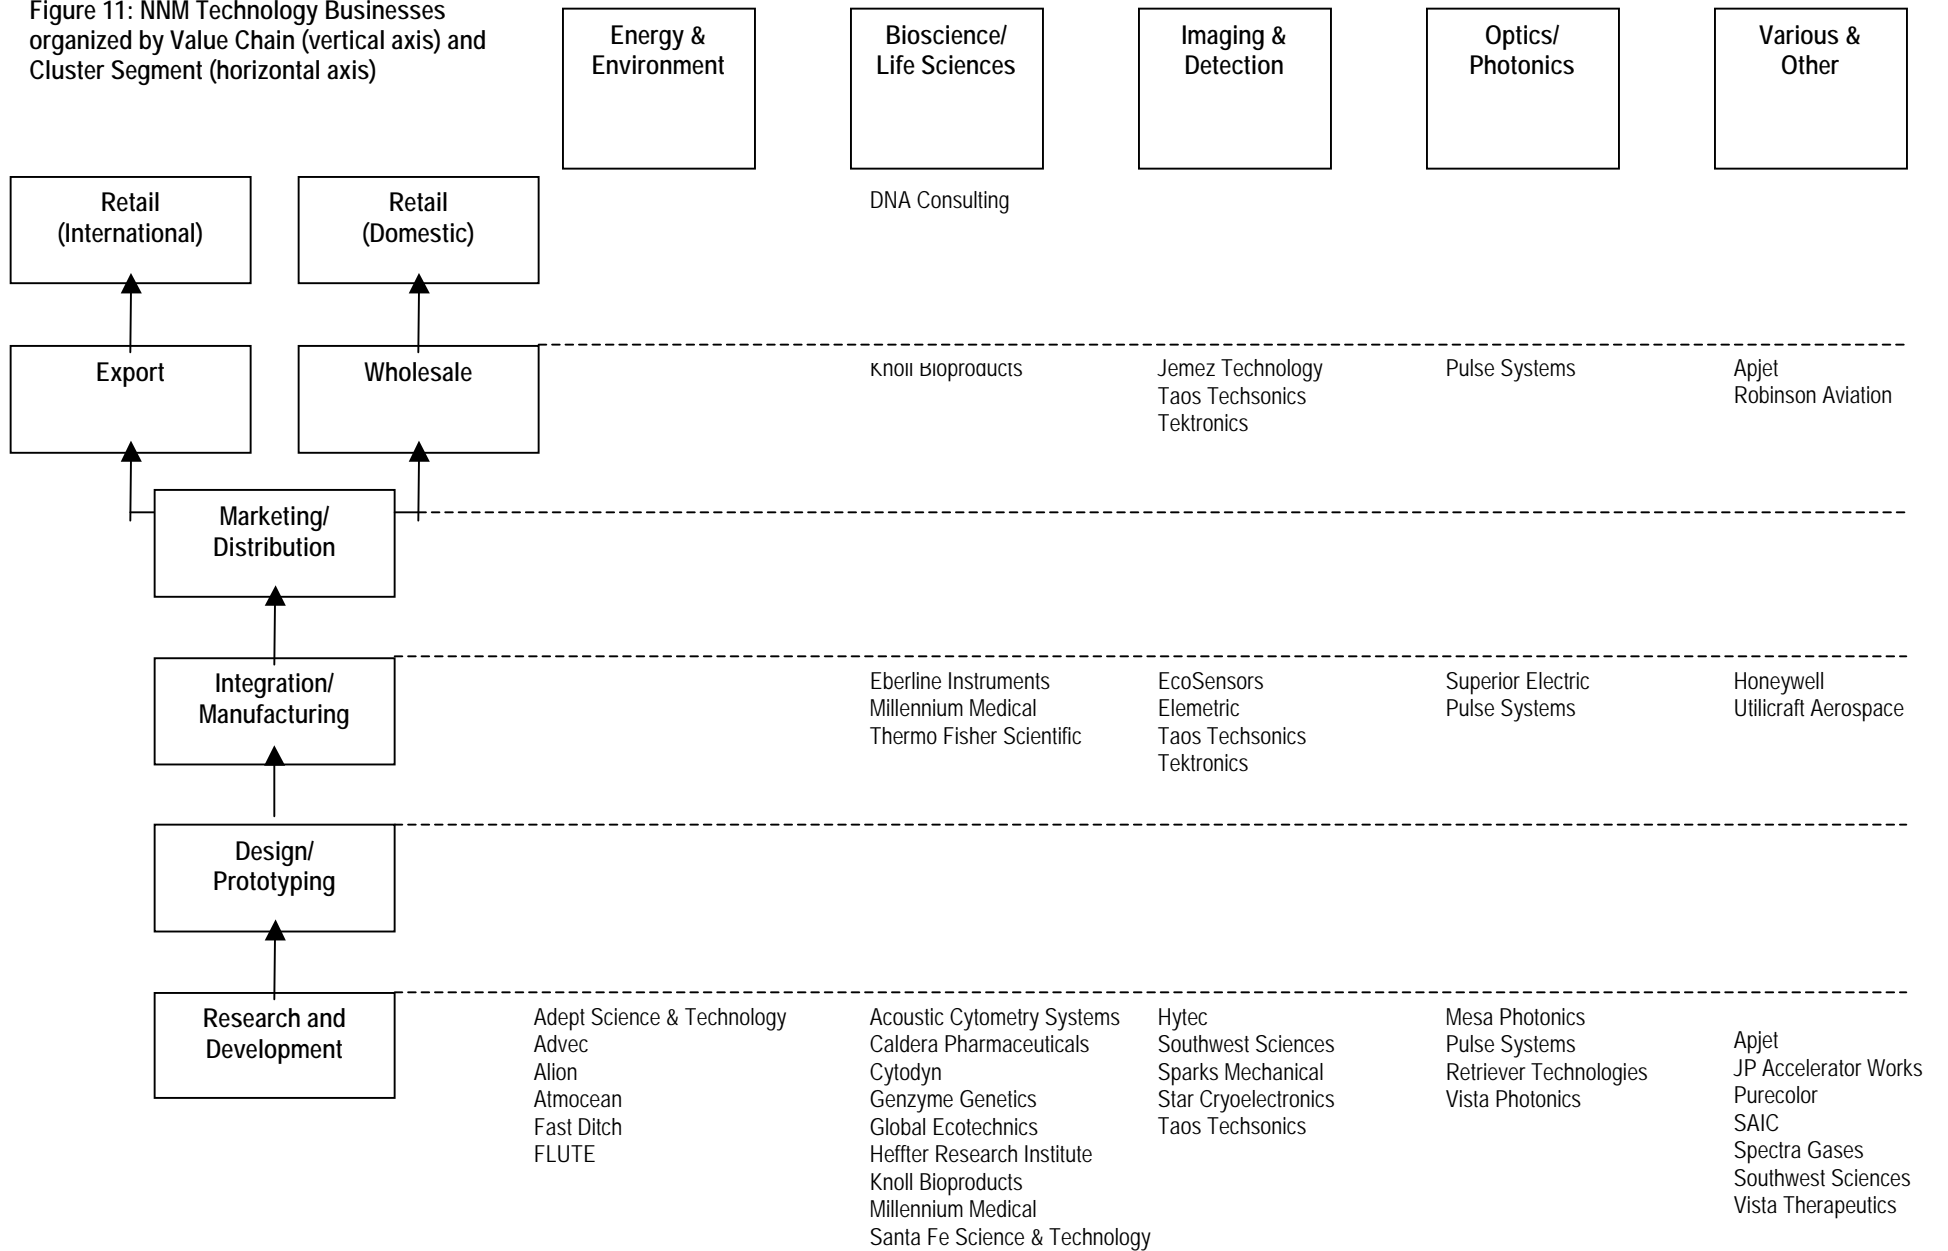 Figure 11: NNM Technology Businesses
organized by Value Chain (vertical axis) and
Cluster Segment (horizontal axis)
Energy &
Environment
Bioscience/
Life Sciences
Imaging &
Detection
Optics/
Photonics
Various &
Other
Retail
(International)
Retail
(Domestic)
DNA Consulting
Export
Wholesale
Knoll Bioproducts
Jemez Technology
Taos Techsonics
Tektronics
Pulse Systems
Apjet
Robinson Aviation
Marketing/
Distribution
Integration/
Manufacturing
Eberline Instruments
Millennium Medical
Thermo Fisher Scientific
EcoSensors
Elemetric
Taos Techsonics
Tektronics
Superior Electric
Pulse Systems
Honeywell
Utilicraft Aerospace
Design/
Prototyping
Research and
Development
Adept Science & Technology
Advec
Alion
Atmocean
Fast Ditch
FLUTE
Acoustic Cytometry Systems
Caldera Pharmaceuticals
Cytodyn
Genzyme Genetics
Global Ecotechnics
Heffter Research Institute
Knoll Bioproducts
Millennium Medical
Santa Fe Science & Technology
Hytec
Southwest Sciences
Sparks Mechanical
Star Cryoelectronics
Taos Techsonics
Mesa Photonics
Pulse Systems
Retriever Technologies
Vista Photonics
Apjet
JP Accelerator Works
Purecolor
SAIC
Spectra Gases
Southwest Sciences
Vista Therapeutics